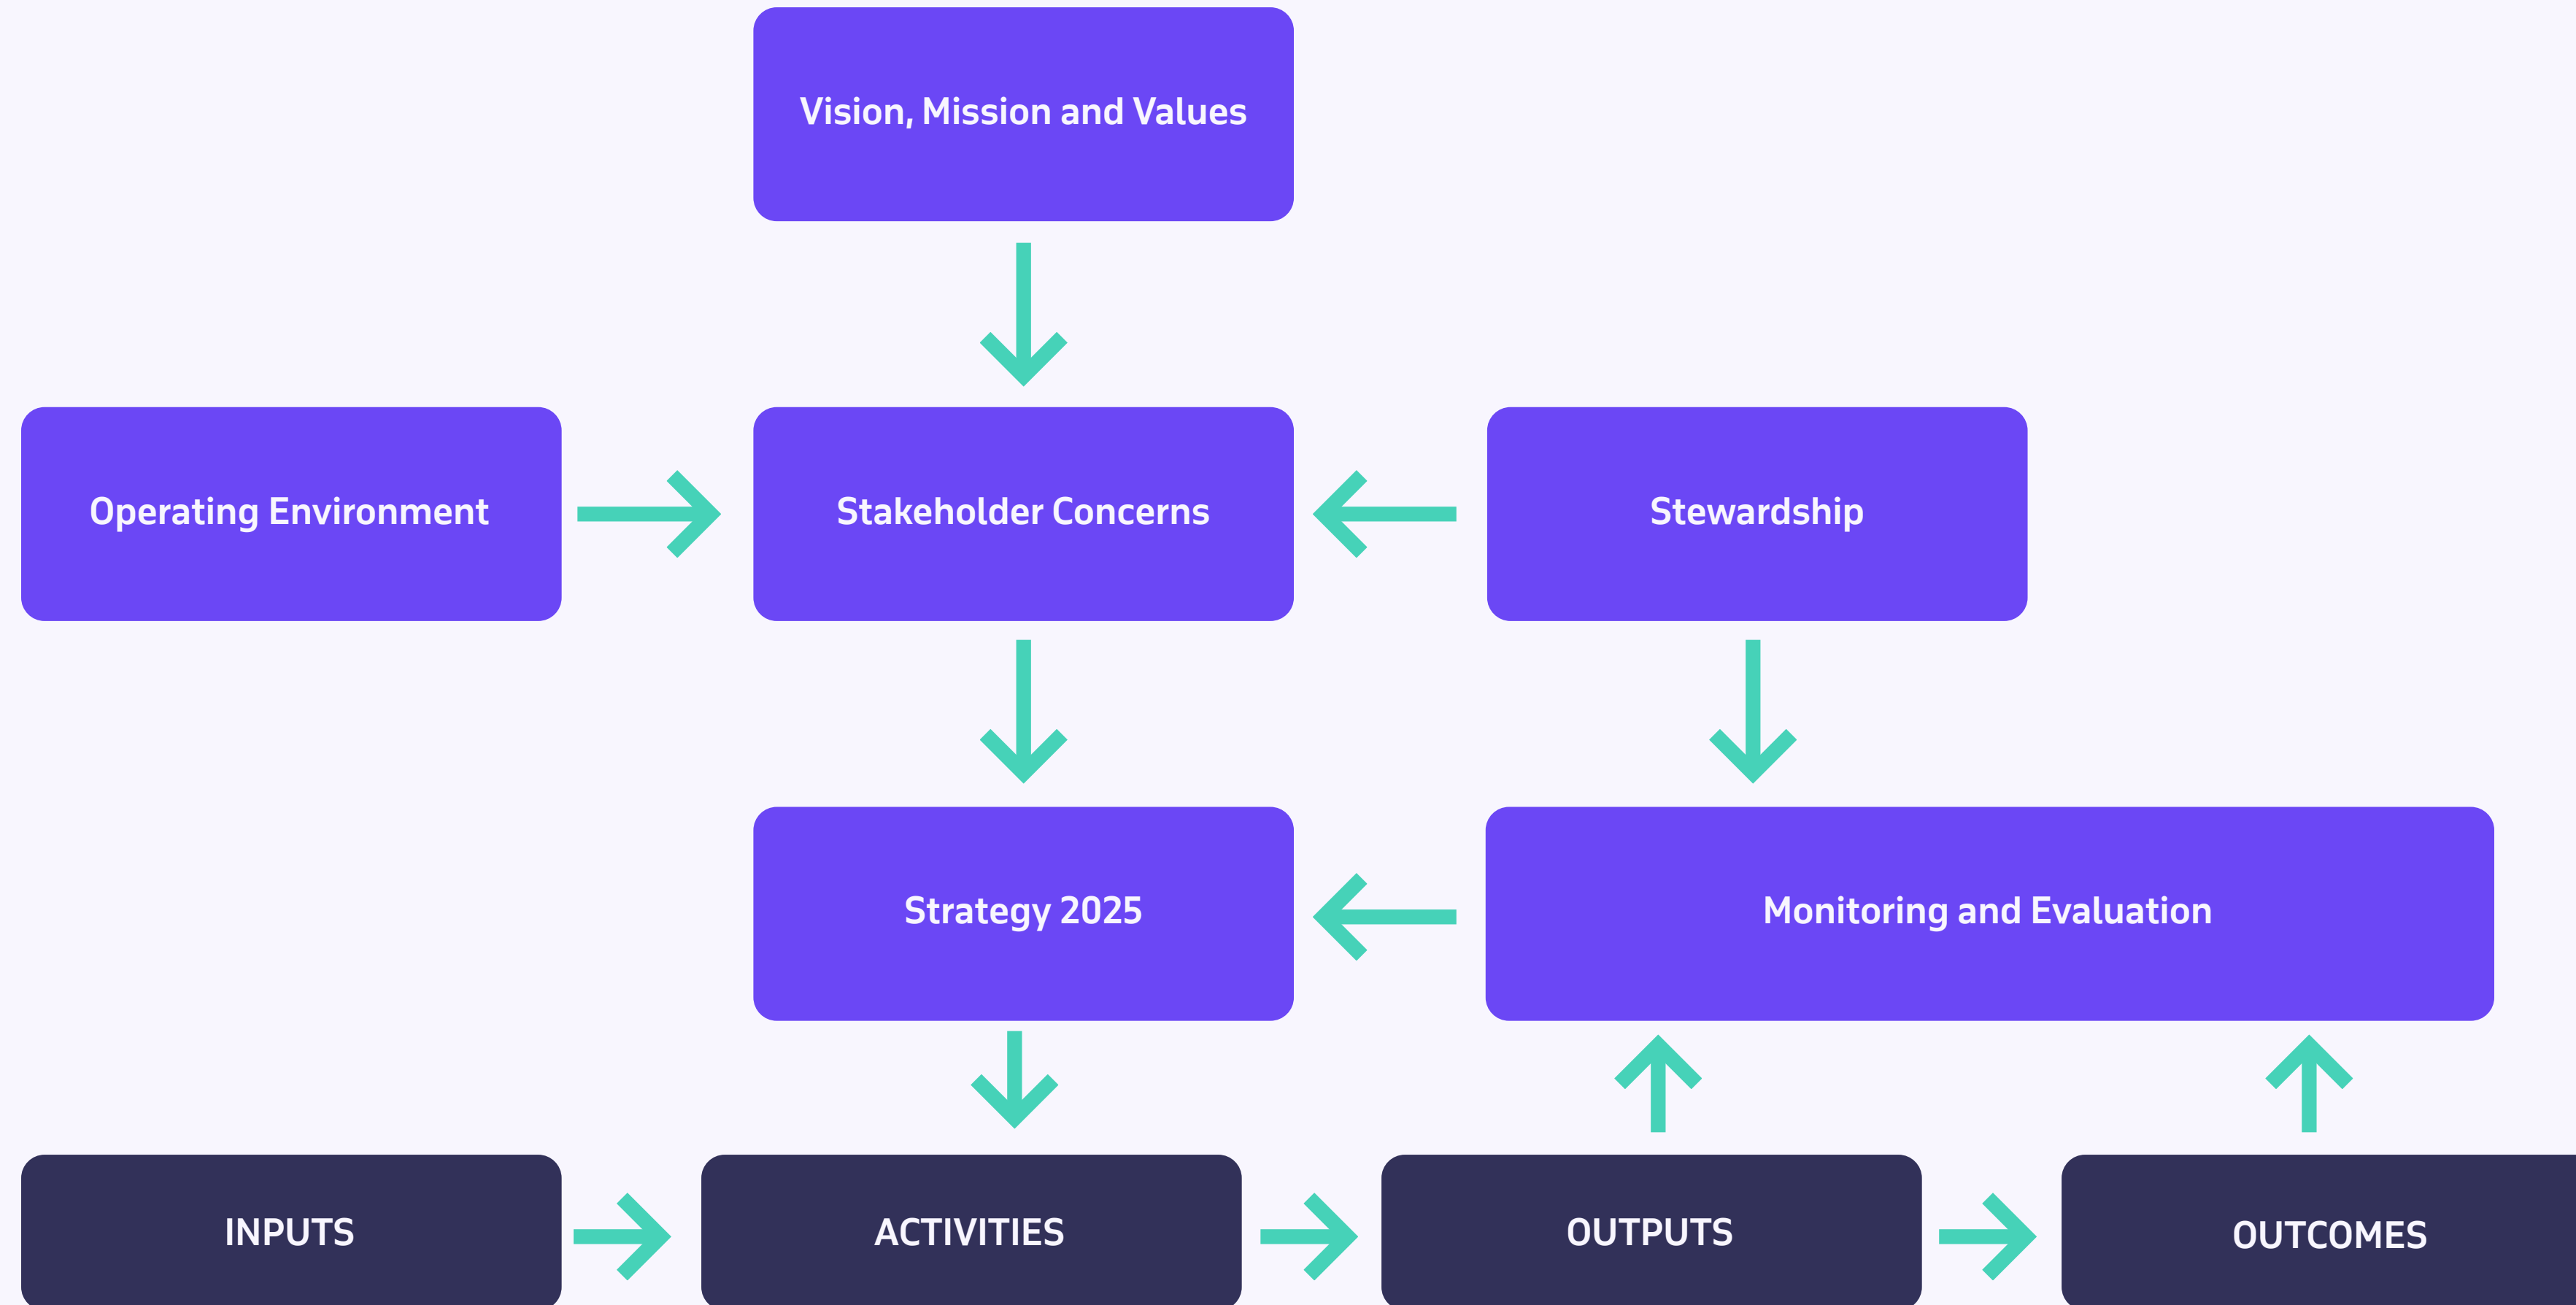 Vision, Mission and Values
Operating Environment
Stakeholder Concerns
Stewardship
Strategy 2025
Monitoring and Evaluation
INPUTS
ACTIVITIES
OUTPUTS
OUTCOMES